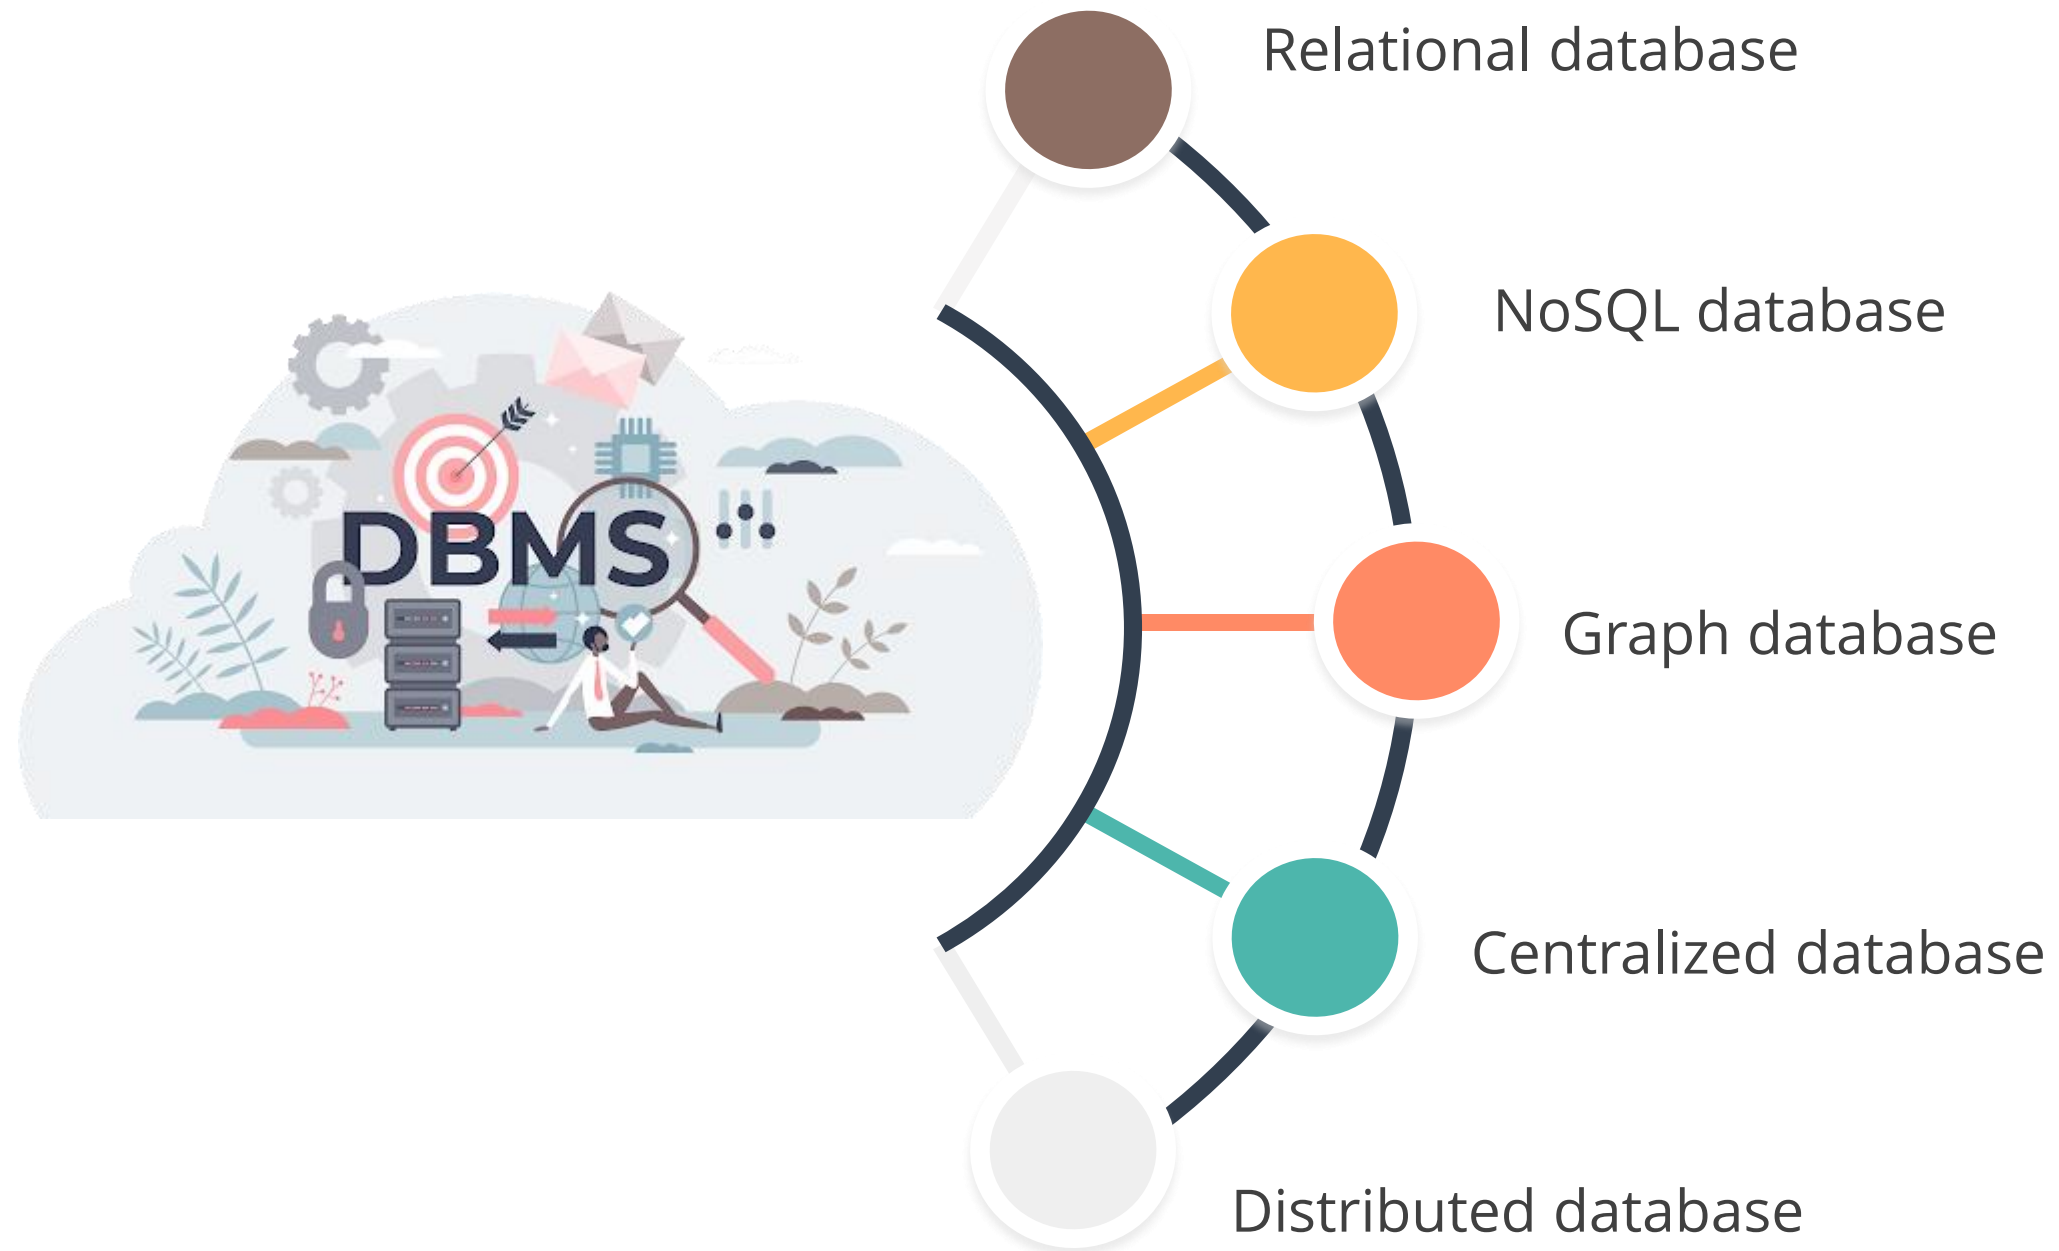 Relational database
NoSQL database
DBMS
Graph database
Centralized database
Distributed database